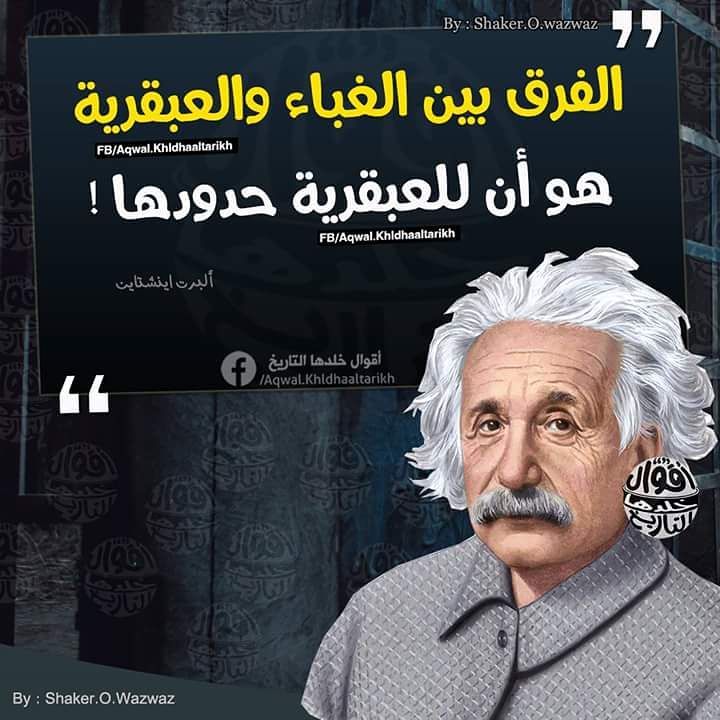 By : Shaker.O.wazwaz
”
الفرق بين الغباء والعبقرية
FB/Aqwal.Khldhaaltarikh
هو أن للعبقرية حدودها !
FB/Aqwal.Khldhaaltarikh
ألبرت اينشتاين
أقوال خلدها التاريخ
f /Aqwal.Khldhaaltarikh
“
أقوال
خلدها
التاريخ
By : Shaker.O.Wazwaz